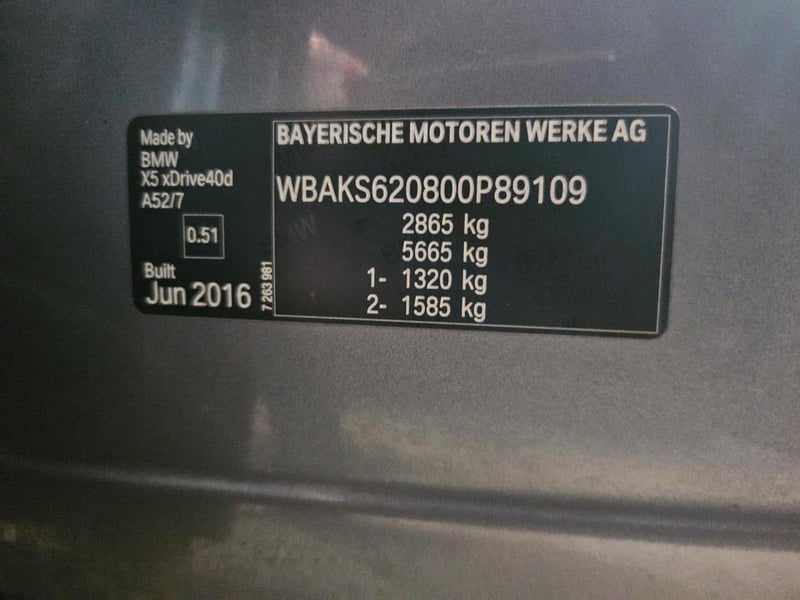 Made by
BMW
X5 xDrive40d
A52/7
0.51
Built
Jun 2016
7 263 981
BAYERISCHE MOTOREN WERKE AG
WBAKS620800P89109
2865 kg
5665 kg
1- 1320 kg
2- 1585 kg